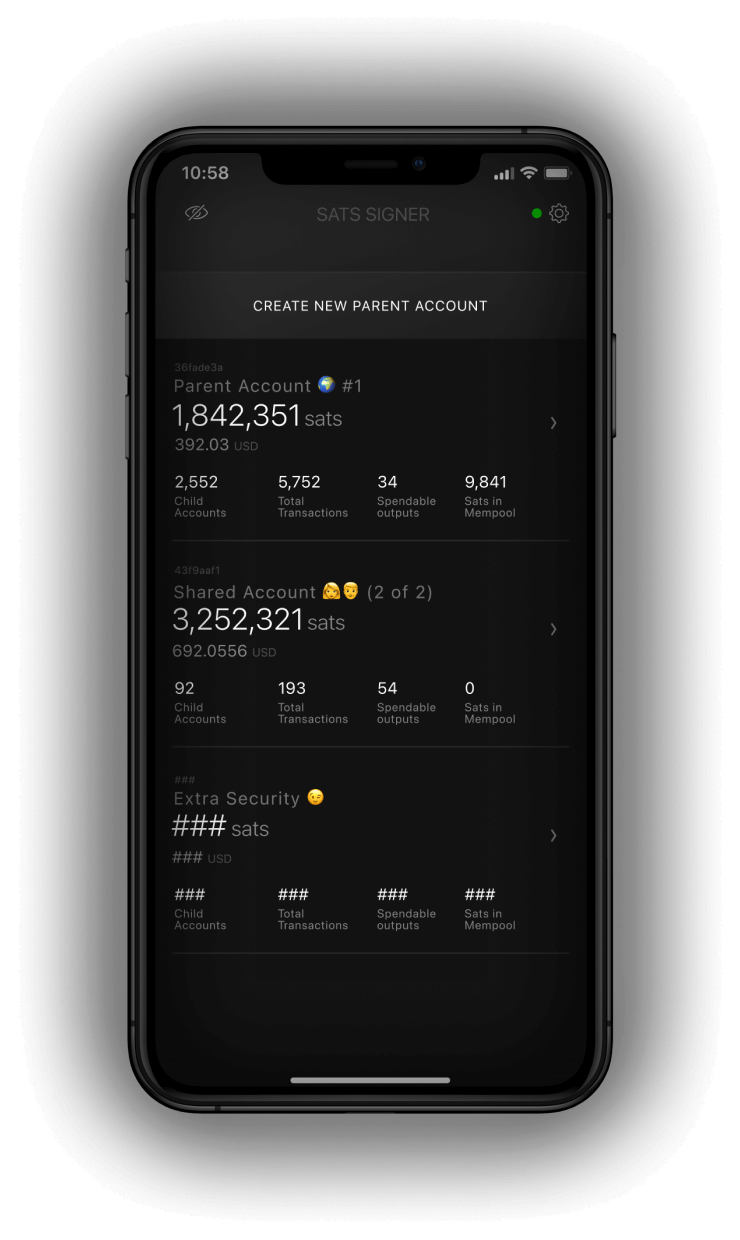 10:58
SATS SIGNER
CREATE NEW PARENT ACCOUNT
36fade3a
Parent Account 🌍 #1
1,842,351 sats
392.03 USD
2,552 5,752 34 9,841
Child Total Spendable Sats in
Accounts Transactions outputs Mempool
43f9aaf1
Shared Account 👩👨 (2 of 2)
3,252,321 sats
692.0556 USD
92 193 54 0
Child Total Spendable Sats in
Accounts Transactions outputs Mempool
###
Extra Security 😉
### sats
### USD
### ### ### ###
Child Total Spendable Sats in
Accounts Transactions outputs Mempool